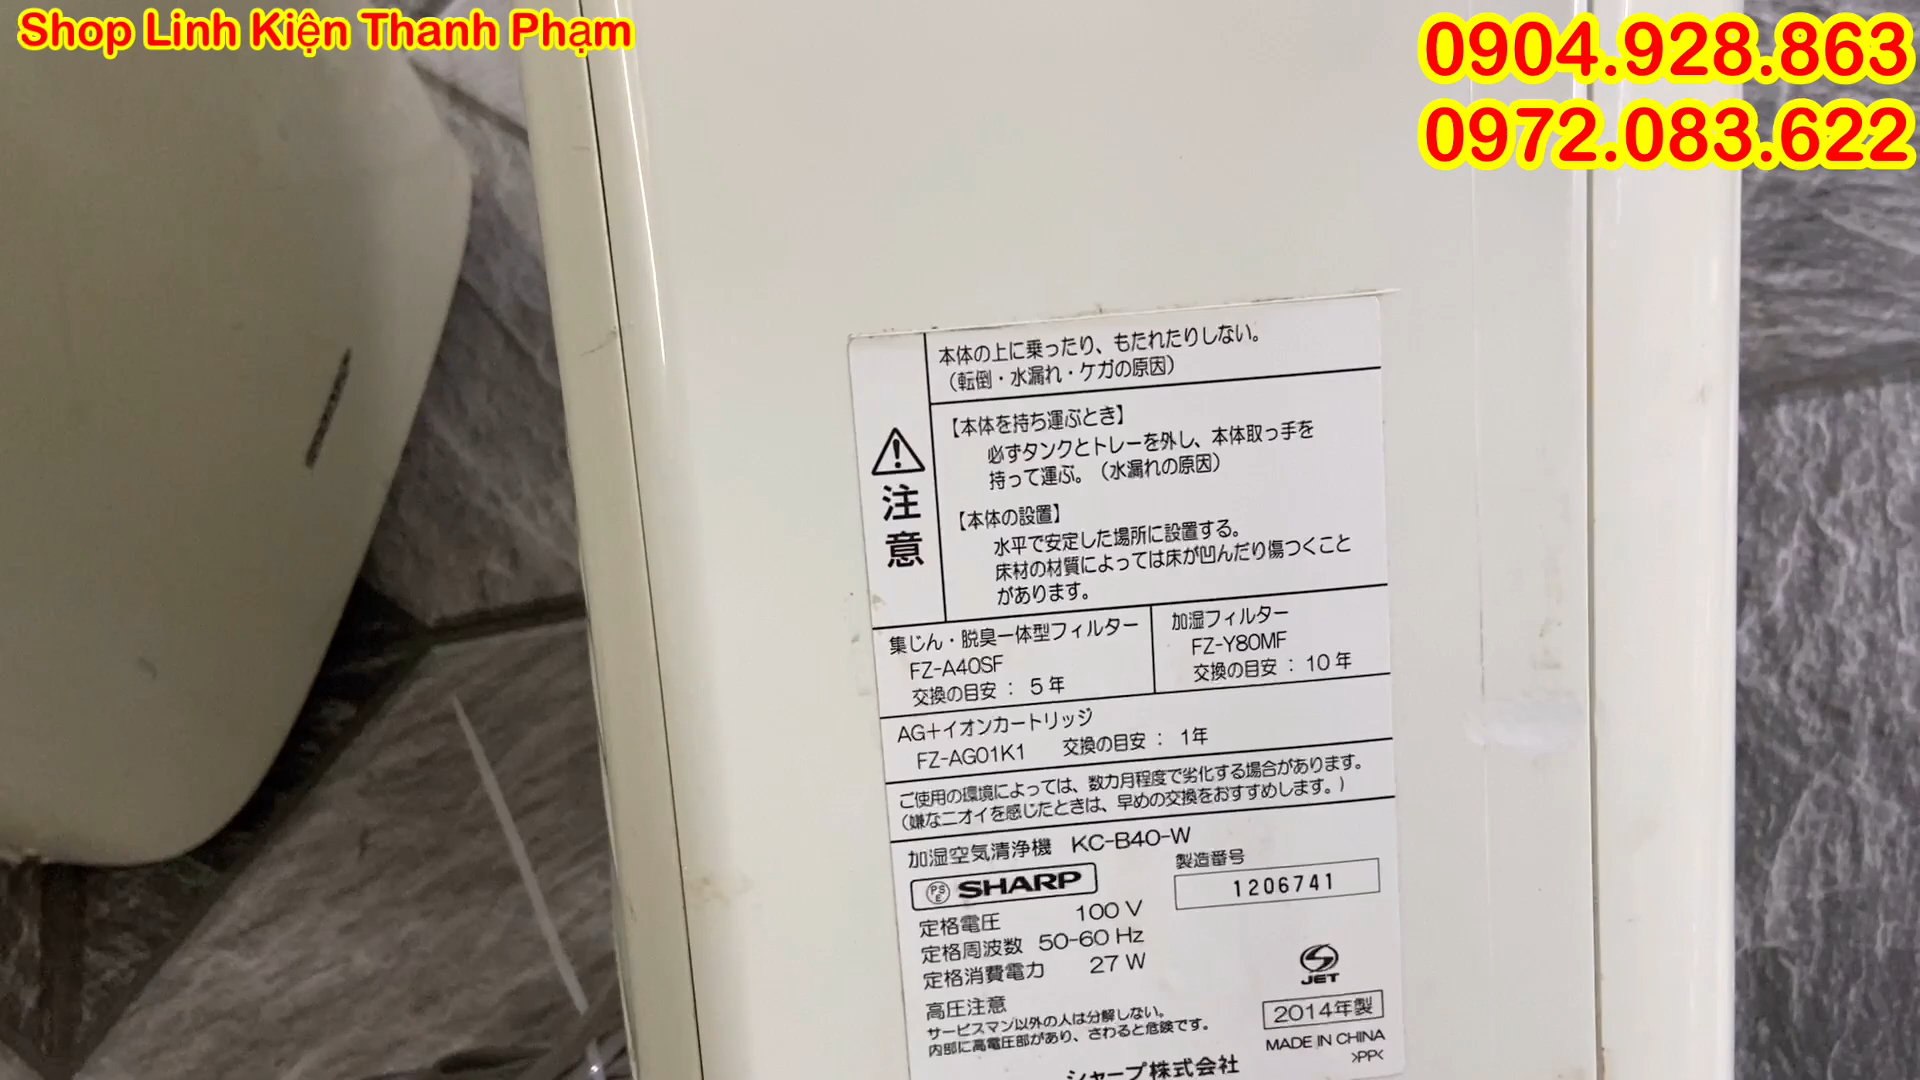 Shop Linh Kiện Thanh Phạm
0904.928.863
0972.083.622
本体の上に乗ったり、もたれたりしない。
（転倒・水漏れ・ケガの原因）
注意
【本体を持ち運ぶとき】
必ずタンクとトレーを外し、本体取っ手を
持って運ぶ。（水漏れの原因）
【本体の設置】
水平で安定した場所に設置する。
床材の材質によっては床が凹んだり傷つくこと
があります。
集じん・脱臭一体型フィルター
FZ-A40SF
交換の目安 ： 5 年
加湿フィルター
FZ-Y80MF
交換の目安 ： 10 年
AG+イオンカートリッジ
FZ-AG01K1 交換の目安 ： 1年
ご使用の環境によっては、数カ月程度で劣化する場合があります。
（嫌なニオイを感じたときは、早めの交換をおすすめします。）
加湿空気清浄機 KC-B40-W
PSE SHARP
製造番号
1206741
定格電圧 100 V
定格周波数 50-60 Hz
定格消費電力 27 W
高圧注意
サービスマン以外の人は分解しない。
内部に高電圧部があり、さわると危険です。
JET
2014年製
MADE IN CHINA
>PP<
シャープ株式会社